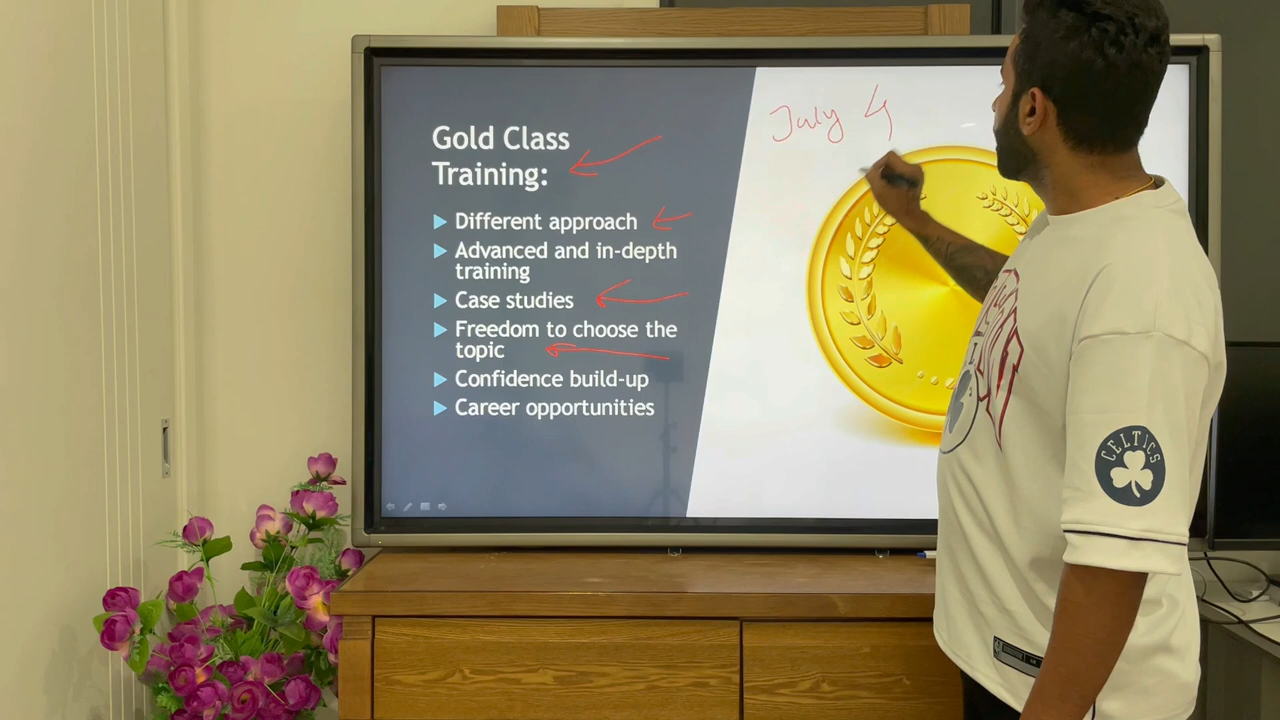 Gold Class
Training:
Different approach
Advanced and in-depth
training
Case studies
Freedom to choose the
topic
Confidence build-up
Career opportunities
July 4
CELTICS